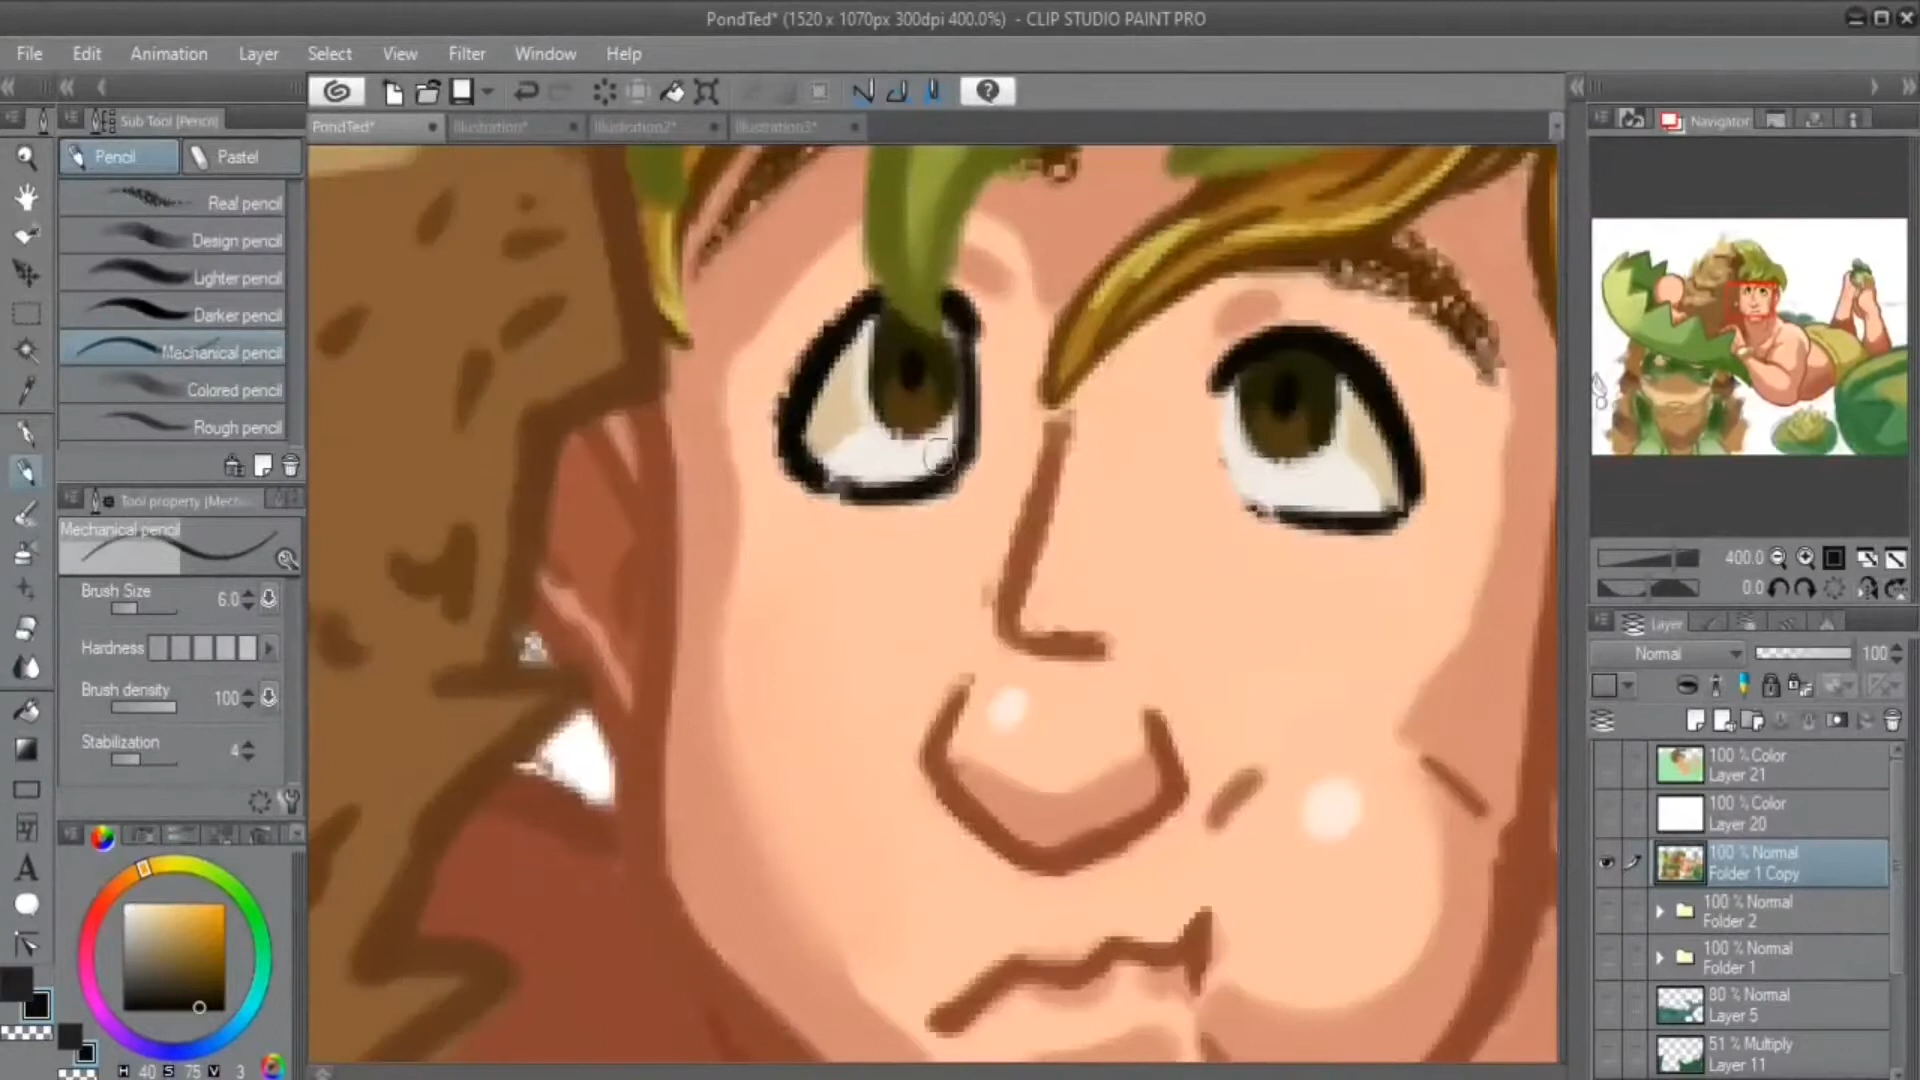 PondTed* (1520 x 1070px 300dpi 400.0%) - CLIP STUDIO PAINT PRO
File Edit Animation Layer Select View Filter Window Help
Sub Tool [Pencil]
PondTed* Illustration* Illustration2* Illustration3*
Navigator
Pencil Pastel
Real pencil
Design pencil
Lighter pencil
Darker pencil
Mechanical pencil
Colored pencil
Rough pencil
Tool property [Mech
Mechanical pencil
Brush Size 6.0
Hardness
Brush density 100
Stabilization 4
H 40 S 75 V 3
400.0
0.0
Layer
Normal 100
100 % Color
Layer 21
100 % Color
Layer 20
100 % Normal
Folder 1 Copy
100 % Normal
Folder 2
100 % Normal
Folder 1
80 % Normal
Layer 5
51 % Multiply
Layer 11